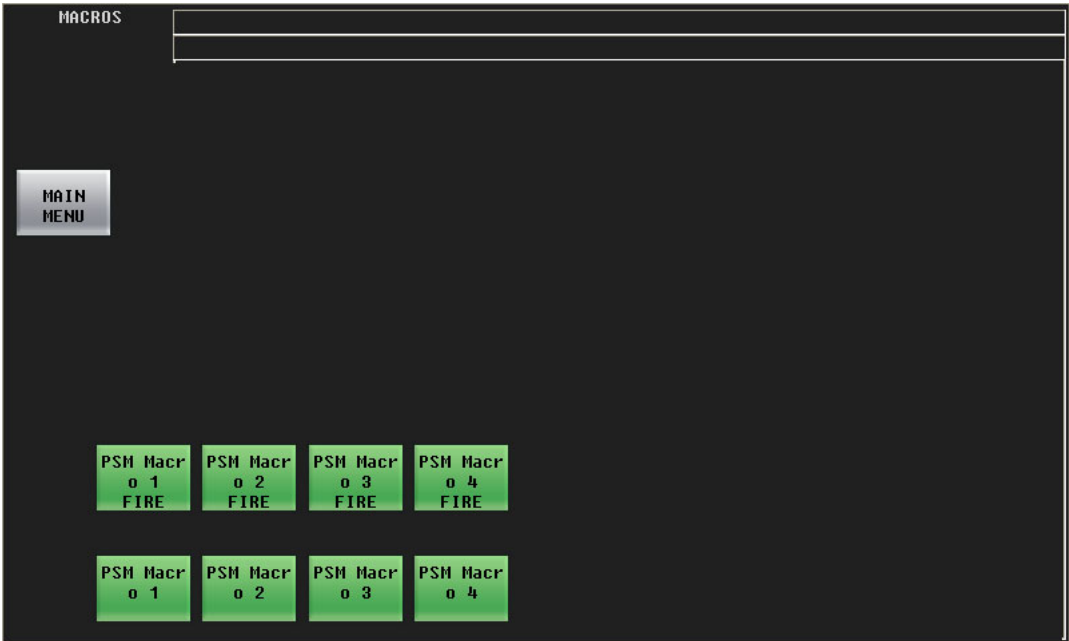 MACROS
MAIN
MENU
PSM Macr
o 1
FIRE
PSM Macr
o 2
FIRE
PSM Macr
o 3
FIRE
PSM Macr
o 4
FIRE
PSM Macr
o 1
PSM Macr
o 2
PSM Macr
o 3
PSM Macr
o 4